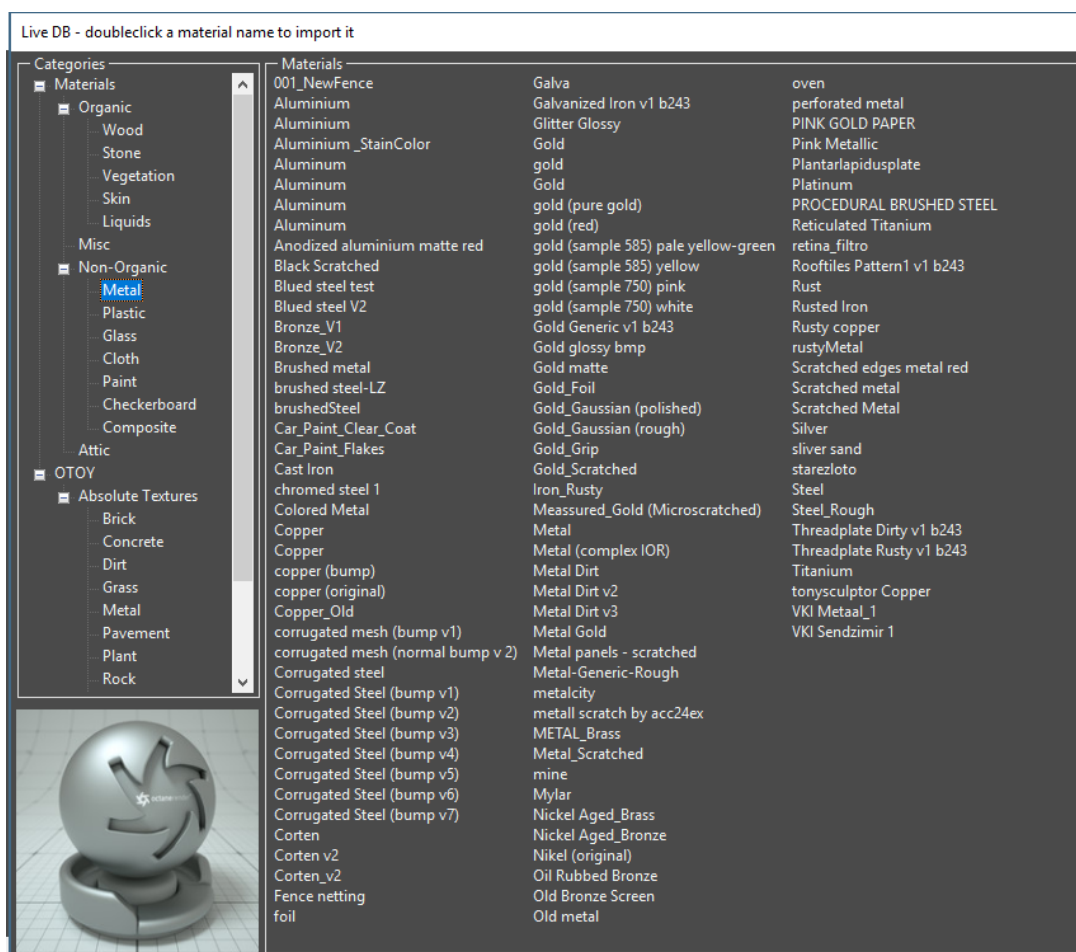 Live DB - doubleclick a material name to import it
Categories
Materials
Organic
Wood
Stone
Vegetation
Skin
Liquids
Misc
Non-Organic
Metal
Plastic
Glass
Cloth
Paint
Checkerboard
Composite
Attic
OTOY
Absolute Textures
Brick
Concrete
Dirt
Grass
Metal
Pavement
Plant
Rock
Materials
001_NewFence
Aluminium
Aluminium
Aluminium _StainColor
Aluminum
Aluminum
Aluminum
Aluminum
Anodized aluminium matte red
Black Scratched
Blued steel test
Blued steel V2
Bronze_V1
Bronze_V2
Brushed metal
brushed steel-LZ
brushedSteel
Car_Paint_Clear_Coat
Car_Paint_Flakes
Cast Iron
chromed steel 1
Colored Metal
Copper
Copper
copper (bump)
copper (original)
Copper_Old
corrugated mesh (bump v1)
corrugated mesh (normal bump v 2)
Corrugated steel
Corrugated Steel (bump v1)
Corrugated Steel (bump v2)
Corrugated Steel (bump v3)
Corrugated Steel (bump v4)
Corrugated Steel (bump v5)
Corrugated Steel (bump v6)
Corrugated Steel (bump v7)
Corten
Corten v2
Corten_v2
Fence netting
foil
Galva
Galvanized Iron v1 b243
Glitter Glossy
Gold
gold
Gold
gold (pure gold)
gold (red)
gold (sample 585) pale yellow-green
gold (sample 585) yellow
gold (sample 750) pink
gold (sample 750) white
Gold Generic v1 b243
Gold glossy bmp
Gold matte
Gold_Foil
Gold_Gaussian (polished)
Gold_Gaussian (rough)
Gold_Grip
Gold_Scratched
Iron_Rusty
Meassured_Gold (Microscratched)
Metal
Metal (complex IOR)
Metal Dirt
Metal Dirt v2
Metal Dirt v3
Metal Gold
Metal panels - scratched
Metal-Generic-Rough
metalcity
metall scratch by acc24ex
METAL_Brass
Metal_Scratched
mine
Mylar
Nickel Aged_Brass
Nickel Aged_Bronze
Nikel (original)
Oil Rubbed Bronze
Old Bronze Screen
Old metal
oven
perforated metal
PINK GOLD PAPER
Pink Metallic
Plantarlapidusplate
Platinum
PROCEDURAL BRUSHED STEEL
Reticulated Titanium
retina_filtro
Rooftiles Pattern1 v1 b243
Rust
Rusted Iron
Rusty copper
rustyMetal
Scratched edges metal red
Scratched metal
Scratched Metal
Silver
sliver sand
starezloto
Steel
Steel_Rough
Threadplate Dirty v1 b243
Threadplate Rusty v1 b243
Titanium
tonysculptor Copper
VKI Metaal_1
VKI Sendzimir 1